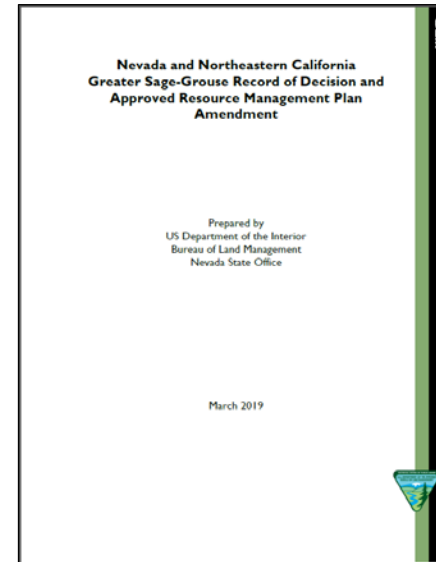 Nevada and Northeastern California
Greater Sage-Grouse Record of Decision and
Approved Resource Management Plan
Amendment
Prepared by
US Department of the Interior
Bureau of Land Management
Nevada State Office
March 2019